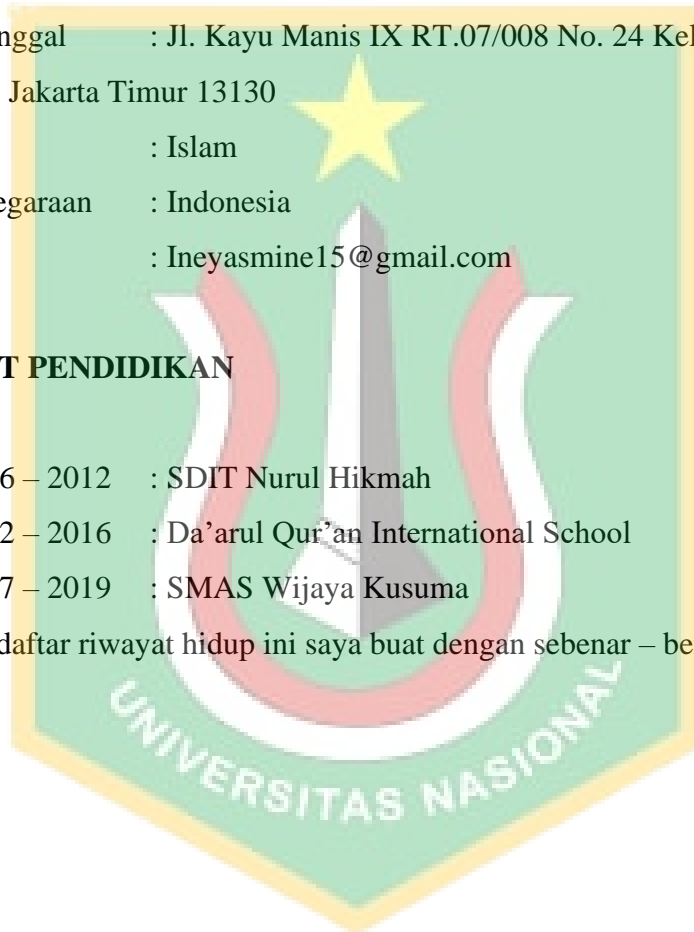 nggal : Jl. Kayu Manis IX RT.07/008 No. 24 Kel
Jakarta Timur 13130
: Islam
egaraan : Indonesia
: Ineyasmine15@gmail.com
T PENDIDIKAN
6 – 2012 : SDIT Nurul Hikmah
2 – 2016 : Da’arul Qur’an International School
7 – 2019 : SMAS Wijaya Kusuma
daftar riwayat hidup ini saya buat dengan sebenar – be
UNIVERSITAS NASIONAL